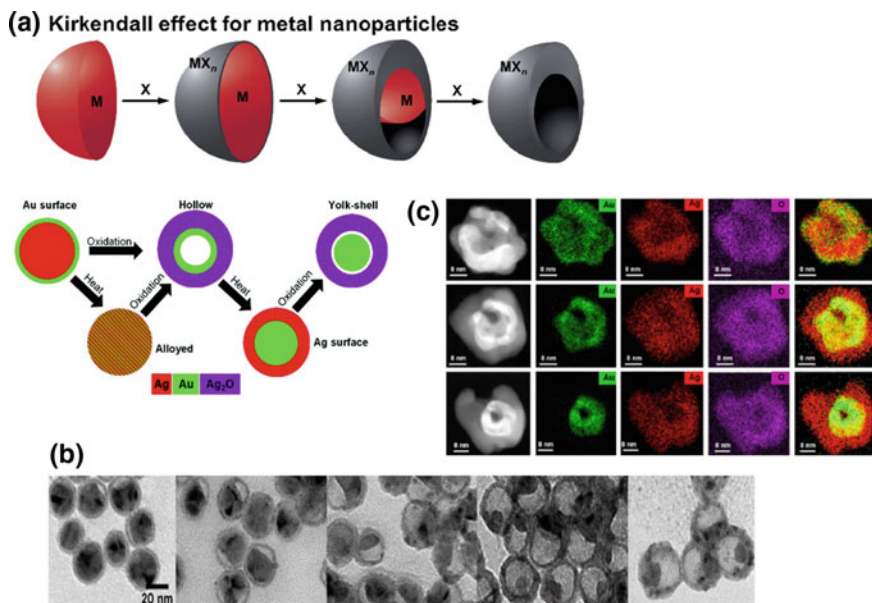 (a) Kirkendall effect for metal nanoparticles
M
X
MXn
M
X
MXn
M
X
MXn
Au surface
Hollow
Yolk-shell
Oxidation
Heat
Oxidation
Heat
Oxidation
Alloyed
Ag surface
Ag Au Ag2O
(c)
Au Ag O
8 nm 8 nm 8 nm 8 nm 8 nm
Au Ag O
8 nm 8 nm 8 nm 8 nm 8 nm
Au Ag O
8 nm 8 nm 8 nm 8 nm 8 nm
(b)
20 nm